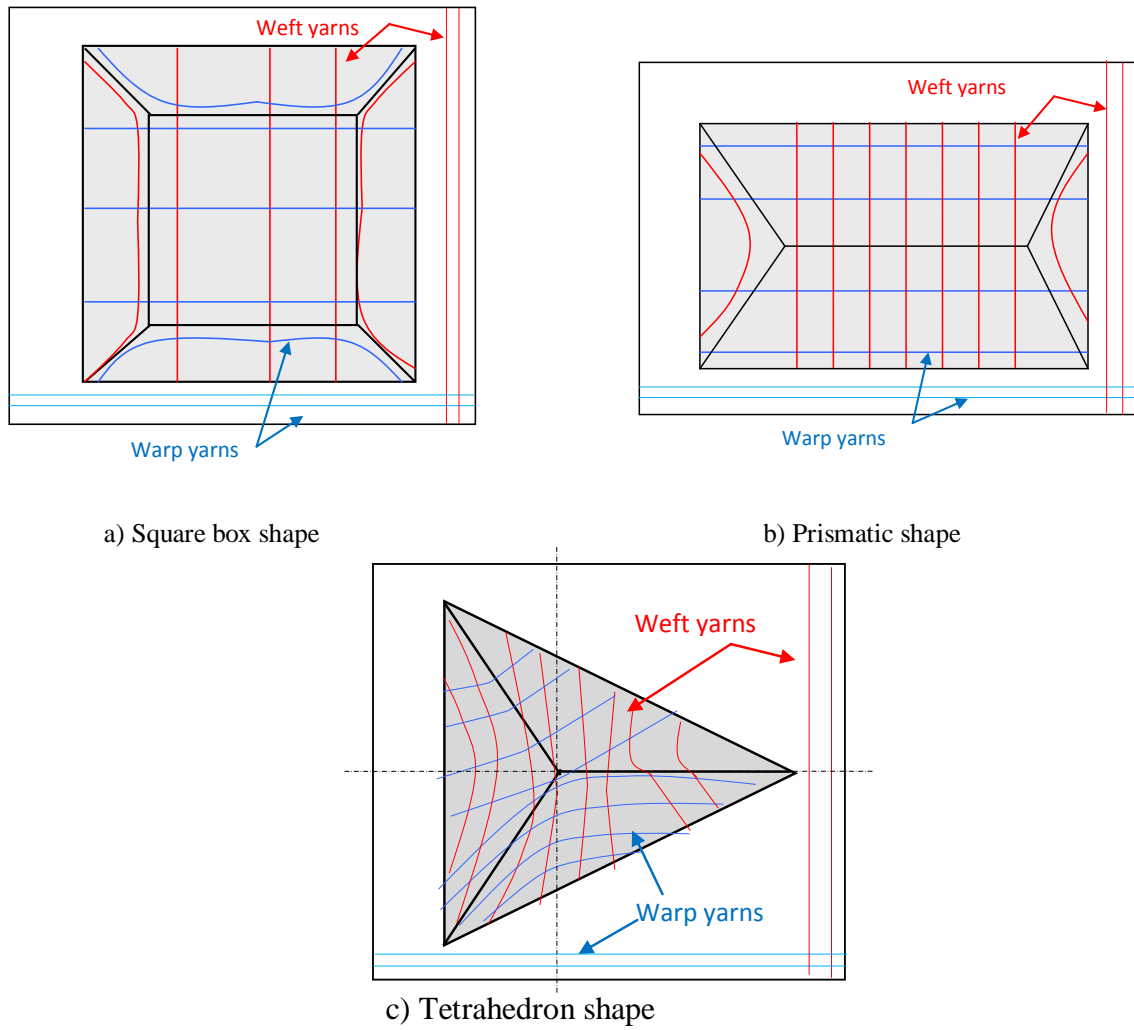 Weft yarns
Warp yarns
a) Square box shape
Weft yarns
Warp yarns
b) Prismatic shape
Weft yarns
Warp yarns
c) Tetrahedron shape